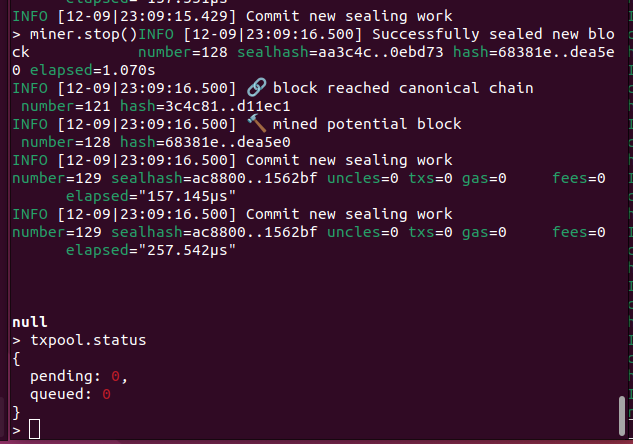 INFO [12-09|23:09:15.429] Commit new sealing work
> miner.stop()INFO [12-09|23:09:16.500] Successfully sealed new blo
ck number=128 sealhash=aa3c4c..0ebd73 hash=68381e..dea5e
0 elapsed=1.070s
INFO [12-09|23:09:16.500] 🔗 block reached canonical chain
number=121 hash=3c4c81..d11ec1
INFO [12-09|23:09:16.500] 🔨 mined potential block
number=128 hash=68381e..dea5e0
INFO [12-09|23:09:16.500] Commit new sealing work
number=129 sealhash=ac8800..1562bf uncles=0 txs=0 gas=0 fees=0
elapsed="157.145µs"
INFO [12-09|23:09:16.500] Commit new sealing work
number=129 sealhash=ac8800..1562bf uncles=0 txs=0 gas=0 fees=0
elapsed="257.542µs"
null
> txpool.status
{
pending: 0,
queued: 0
}
>